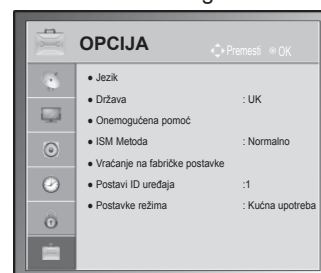 OPCIJA
Premesti OK
● Jezik
● Država : UK
● Onemogućena pomoć
● ISM Metoda : Normalno
● Vraćanje na fabričke postavke
● Postavi ID uređaja :1
● Postavke režima : Kućna upotreba